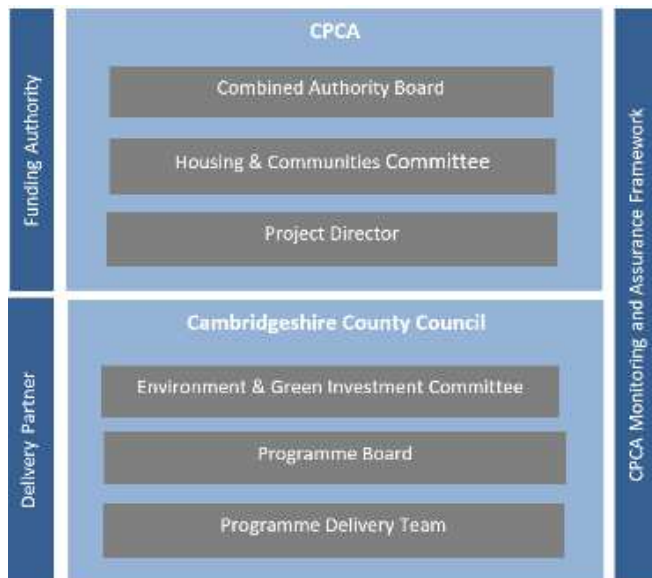 Funding Authority
CPCA
Combined Authority Board
Housing & Communities Committee
Project Director
Delivery Partner
Cambridgeshire County Council
Environment & Green Investment Committee
Programme Board
Programme Delivery Team
CPCA Monitoring and Assurance Framework